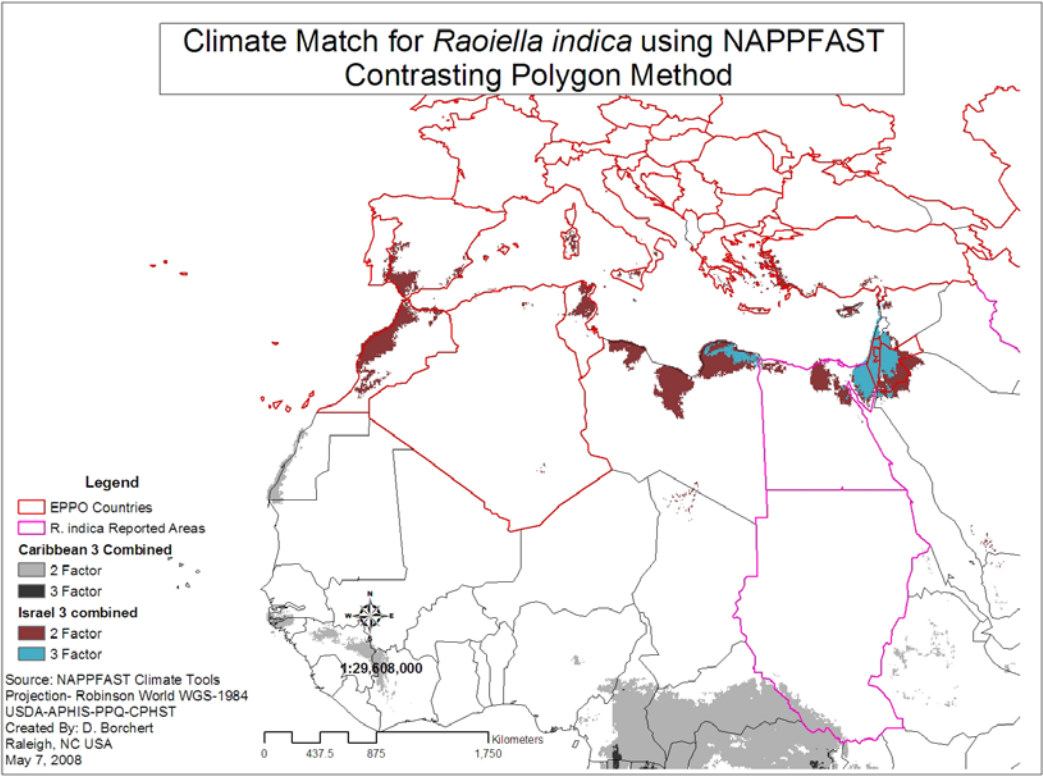 Climate Match for Raoiella indica using NAPPFAST
Contrasting Polygon Method
Legend
EPPO Countries
R. indica Reported Areas
Caribbean 3 Combined
2 Factor
3 Factor
Israel 3 combined
2 Factor
3 Factor
N
W E
S
1:29,608,000
Source: NAPPFAST Climate Tools
Projection- Robinson World WGS-1984
USDA-APHIS-PPQ-CPHST
Created By: D. Borchert
Raleigh, NC USA
May 7, 2008
Kilometers
0 437.5 875 1,750